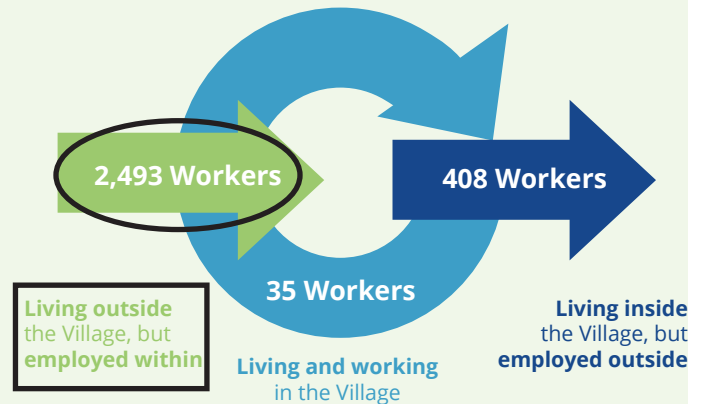 2,493 Workers
408 Workers
35 Workers
Living outside
the Village, but
employed within
Living and working
in the Village
Living inside
the Village, but
employed outside